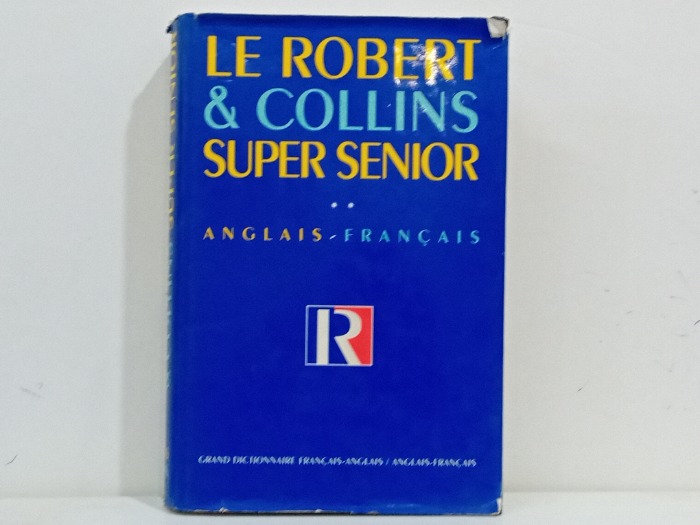 LE ROBERT
& COLLINS
SUPER SENIOR
••
ANGLAIS-FRANÇAIS
R
GRAND DICTIONNAIRE FRANÇAIS-ANGLAIS / ANGLAIS-FRANÇAIS